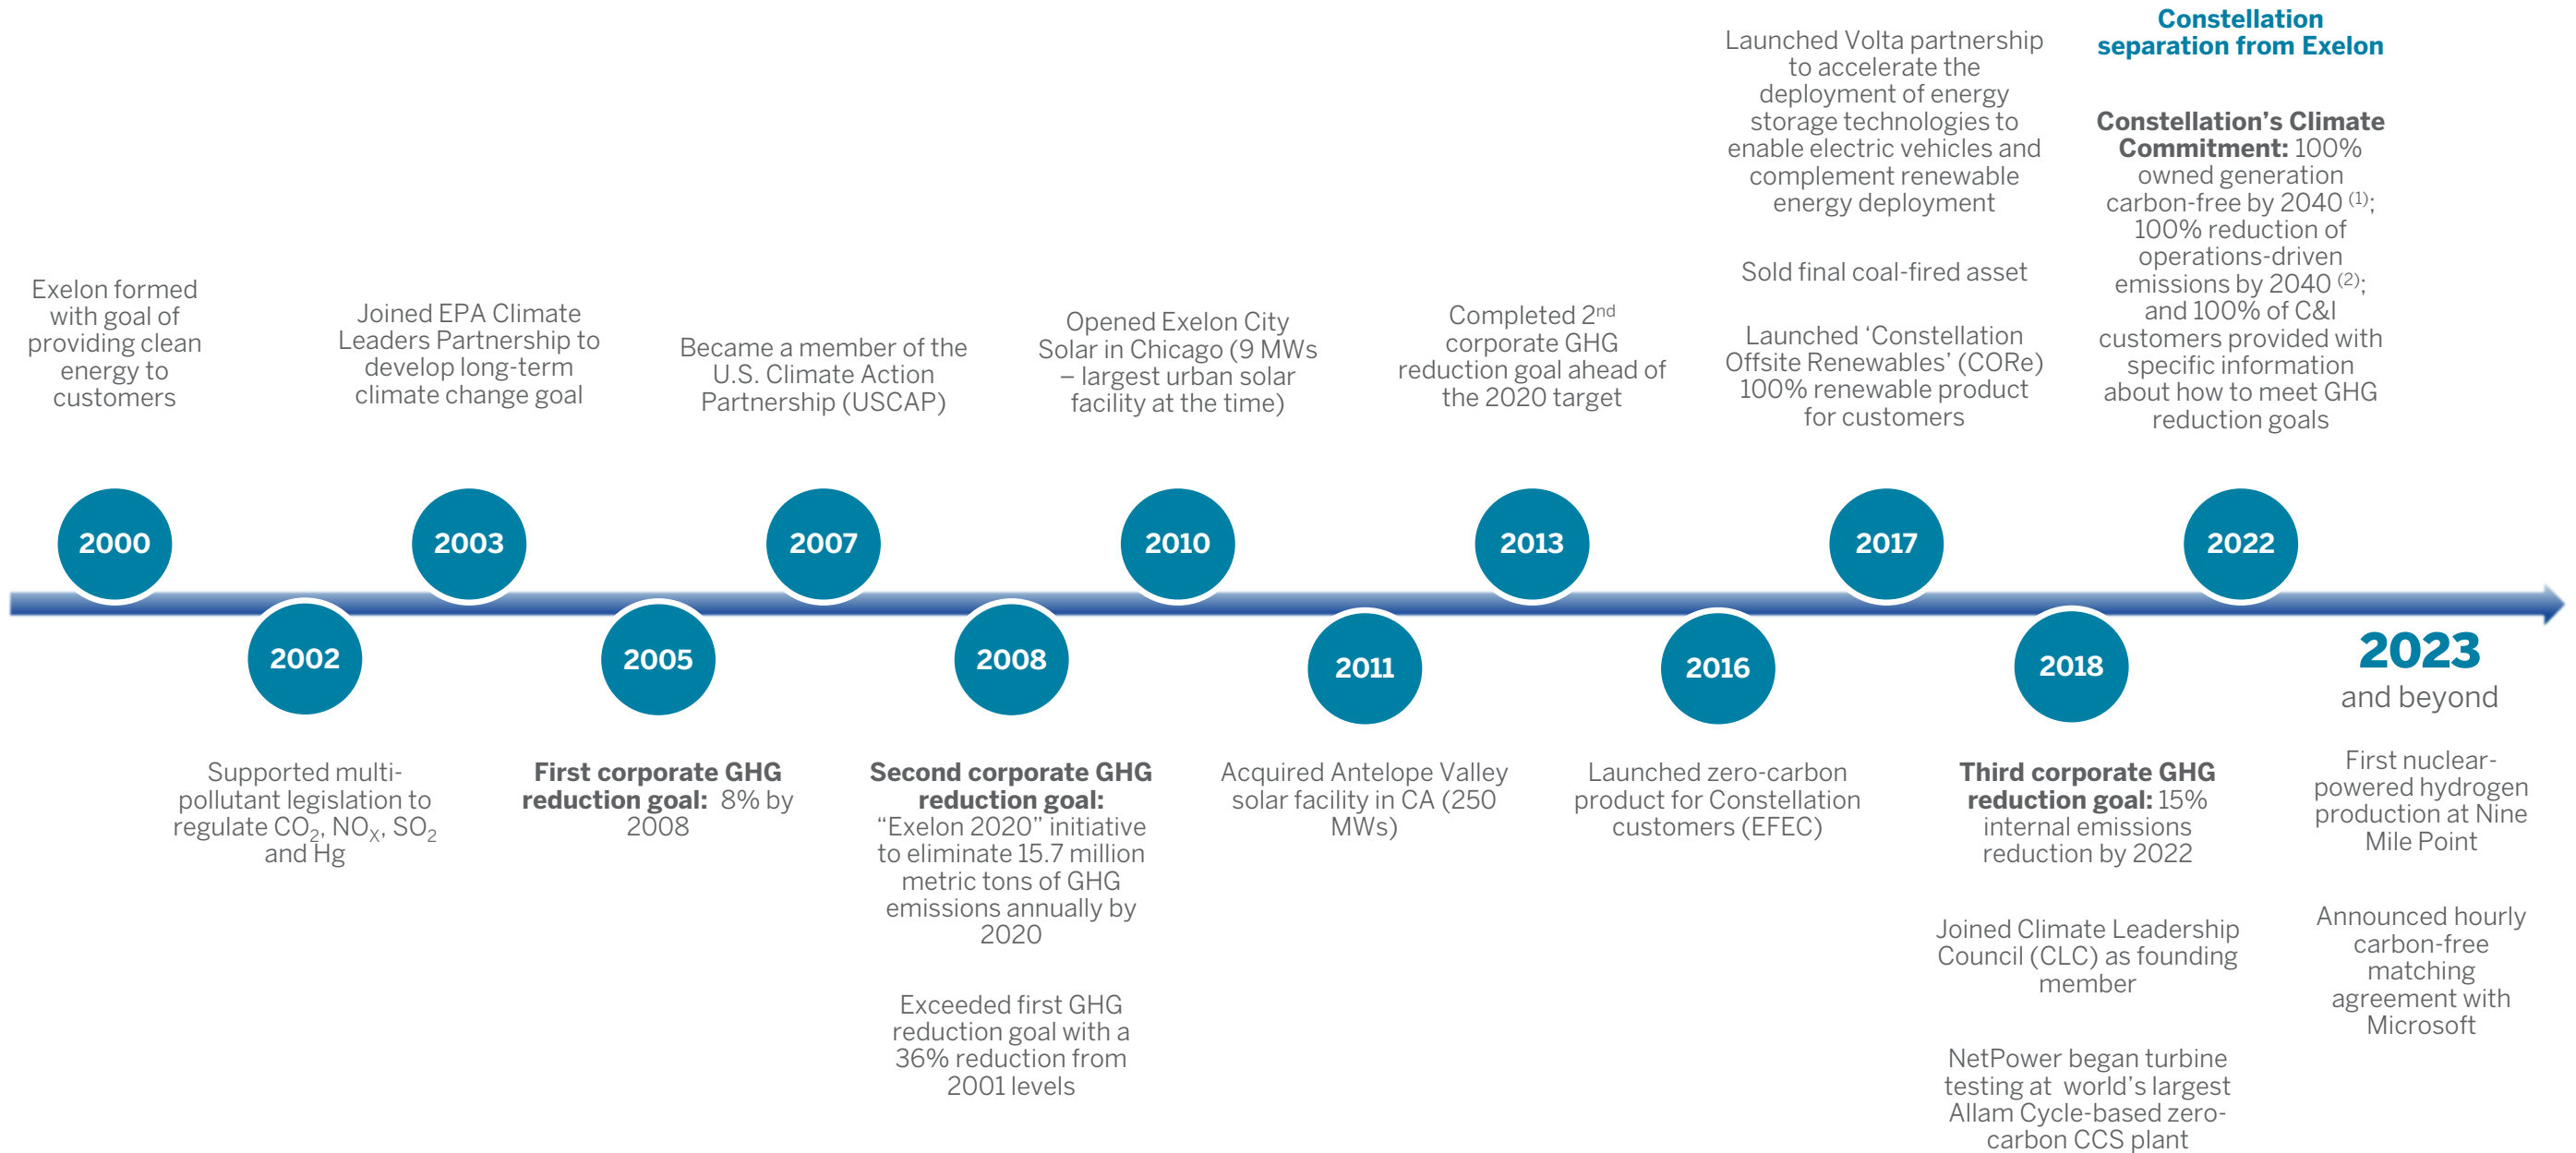 Exelon formed
with goal of
providing clean
energy to
customers
Joined EPA Climate
Leaders Partnership to
develop long-term
climate change goal
Became a member of the
U.S. Climate Action
Partnership (USCAP)
Opened Exelon City
Solar in Chicago (9 MWs
– largest urban solar
facility at the time)
Completed 2nd
corporate GHG
reduction goal ahead of
the 2020 target
Launched Volta partnership
to accelerate the
deployment of energy
storage technologies to
enable electric vehicles and
complement renewable
energy deployment
Sold final coal-fired asset
Launched ‘Constellation
Offsite Renewables’ (CORe)
100% renewable product
for customers
Constellation
separation from Exelon
Constellation’s Climate
Commitment: 100%
owned generation
carbon-free by 2040 (1);
100% reduction of
operations-driven
emissions by 2040 (2);
and 100% of C&I
customers provided with
specific information
about how to meet GHG
reduction goals
2000
2003
2007
2010
2013
2017
2022
2002
2005
2008
2011
2016
2018
2023
and beyond
Supported multi-
pollutant legislation to
regulate CO2, NOX, SO2
and Hg
First corporate GHG
reduction goal: 8% by
2008
Second corporate GHG
reduction goal:
“Exelon 2020” initiative
to eliminate 15.7 million
metric tons of GHG
emissions annually by
2020
Exceeded first GHG
reduction goal with a
36% reduction from
2001 levels
Acquired Antelope Valley
solar facility in CA (250
MWs)
Launched zero-carbon
product for Constellation
customers (EFEC)
Third corporate GHG
reduction goal: 15%
internal emissions
reduction by 2022
Joined Climate Leadership
Council (CLC) as founding
member
NetPower began turbine
testing at world’s largest
Allam Cycle-based zero-
carbon CCS plant
First nuclear-
powered hydrogen
production at Nine
Mile Point
Announced hourly
carbon-free
matching
agreement with
Microsoft